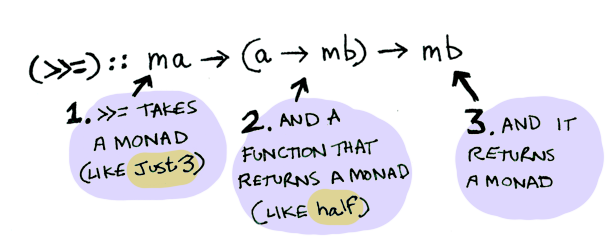 (>>=) :: ma → (a → mb) → mb
1. >>= TAKES
A MONAD
(LIKE Just 3)
2. AND A
FUNCTION THAT
RETURNS A MONAD
(LIKE half)
3. AND IT
RETURNS
A MONAD